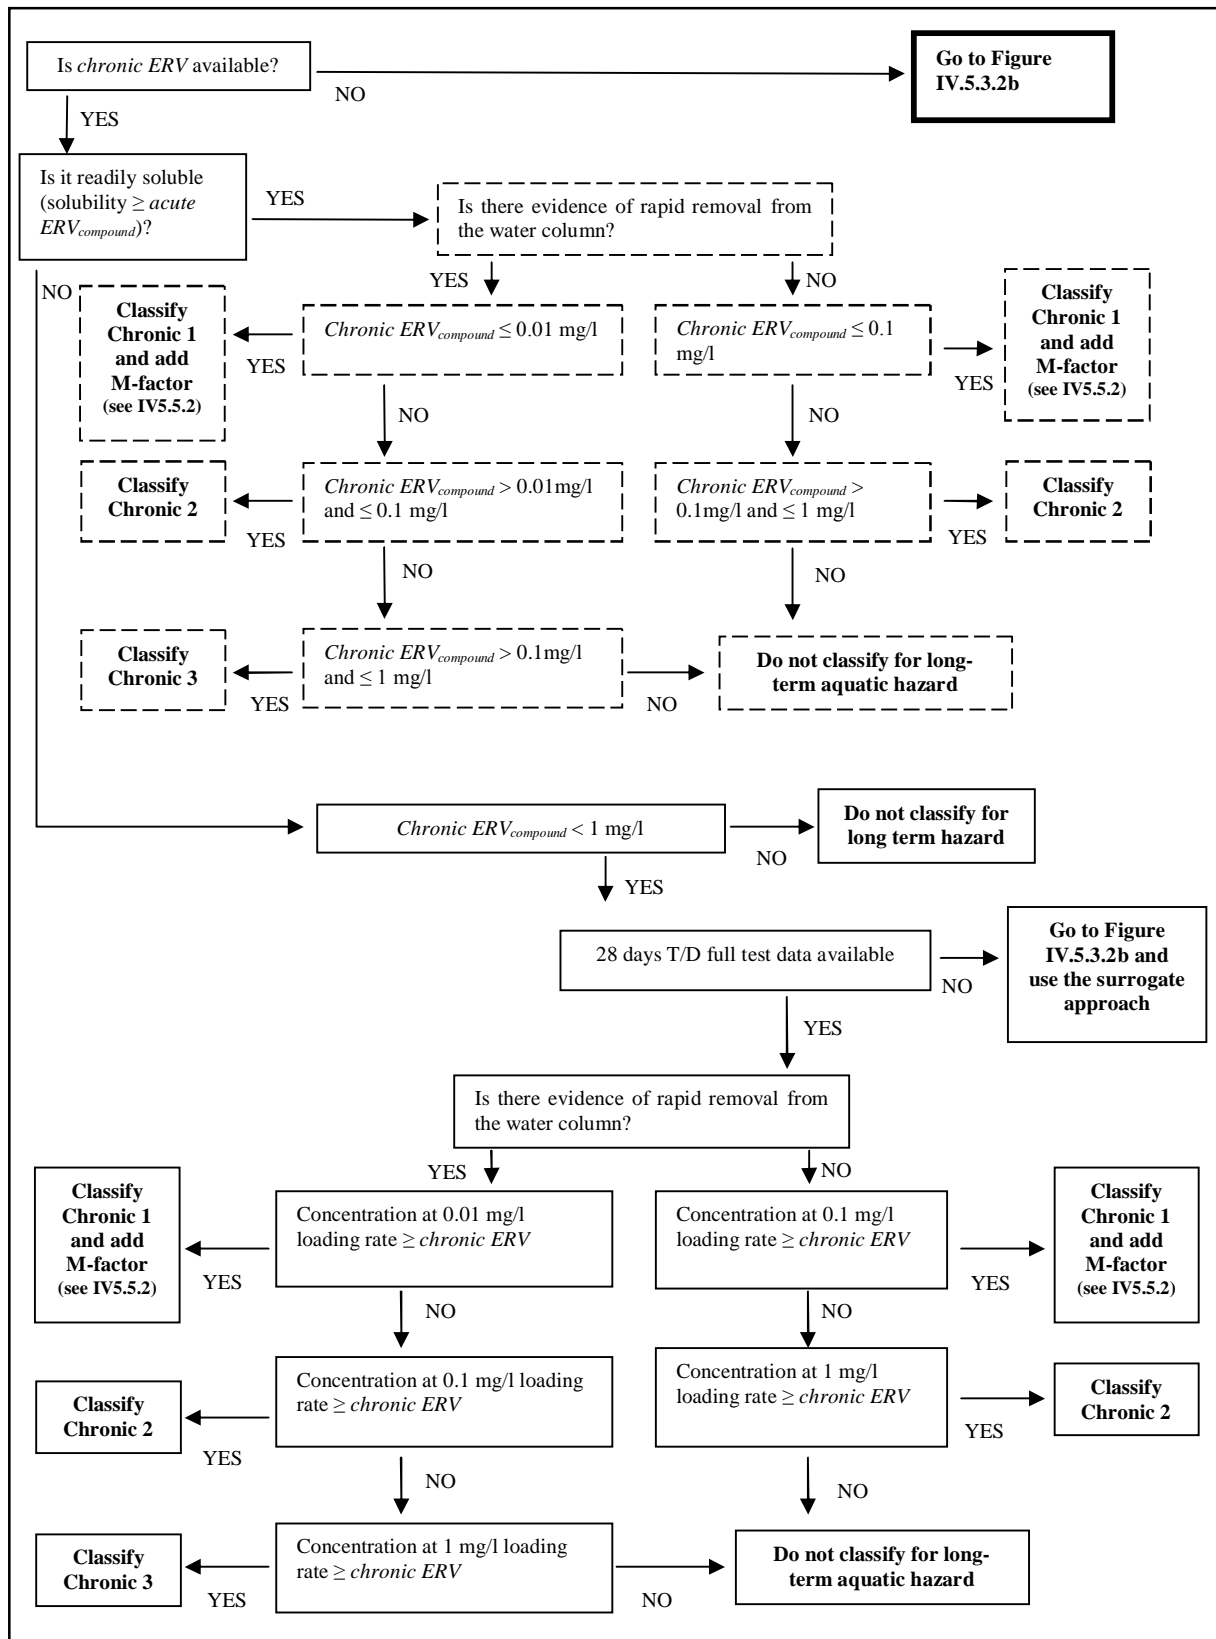 Is chronic ERV available?
NO
Go to Figure
IV.5.3.2b
YES
Is it readily soluble
(solubility ≥ acute
ERVcompound)?
YES
Is there evidence of rapid removal from
the water column?
NO
YES
NO
Classify
Chronic 1
and add
M-factor
(see IV5.5.2)
YES
Chronic ERVcompound ≤ 0.01 mg/l
Chronic ERVcompound ≤ 0.1
mg/l
YES
Classify
Chronic 1
and add
M-factor
(see IV5.5.2)
NO
NO
Classify
Chronic 2
YES
Chronic ERVcompound > 0.01mg/l
and ≤ 0.1 mg/l
Chronic ERVcompound >
0.1mg/l and ≤ 1 mg/l
YES
Classify
Chronic 2
NO
NO
Classify
Chronic 3
YES
Chronic ERVcompound > 0.1mg/l
and ≤ 1 mg/l
NO
Do not classify for long-
term aquatic hazard
Chronic ERVcompound < 1 mg/l
NO
Do not classify for
long term hazard
YES
28 days T/D full test data available
NO
Go to Figure
IV.5.3.2b and
use the surrogate
approach
YES
Is there evidence of rapid removal from
the water column?
YES
NO
Classify
Chronic 1
and add
M-factor
(see IV5.5.2)
YES
Concentration at 0.01 mg/l
loading rate ≥ chronic ERV
Concentration at 0.1 mg/l
loading rate ≥ chronic ERV
YES
Classify
Chronic 1
and add
M-factor
(see IV5.5.2)
NO
NO
Classify
Chronic 2
YES
Concentration at 0.1 mg/l loading
rate ≥ chronic ERV
Concentration at 1 mg/l
loading rate ≥ chronic ERV
YES
Classify
Chronic 2
NO
NO
Classify
Chronic 3
YES
Concentration at 1 mg/l loading
rate ≥ chronic ERV
NO
Do not classify for long-
term aquatic hazard